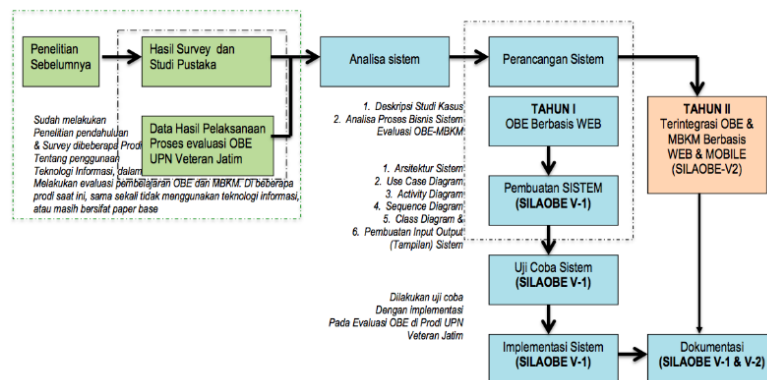 Penelitian
Sebelumnya
Hasil Survey dan
Studi Pustaka
Analisa sistem
Perancangan Sistem
Data Hasil Pelaksanaan
Proses evaluasi OBE
UPN Veteran Jatim
Sudah melakukan
Penelitian pendahuluan
& Survey dibeberapa Prodi
Tentang penggunaan
Teknologi Informasi, dalam
Melakukan evaluasi pembelajaran OBE dan MBKM. Di beberapa
prodi saat ini, sama sekali tidak menggunakan teknologi informasi,
atau masih bersifat paper base
1. Deskripsi Studi Kasus
2. Analisa Proses Bisnis Sistem
Evaluasi OBE-MBKM
TAHUN I
OBE Berbasis WEB
TAHUN II
Terintegrasi OBE &
MBKM Berbasis
WEB & MOBILE
(SILAOBE-V2)
1. Arsitektur Sistem
2. Use Case Diagram
3. Activity Diagram
4. Sequence Diagram
5. Class Diagram &
6. Pembuatan Input Output
(Tampilan) Sistem
Pembuatan SISTEM
(SILAOBE V-1)
Uji Coba Sistem
(SILAOBE V-1)
Dilakukan uji coba
Dengan Implementasi
Pada Evaluasi OBE di Prodi UPN
Veteran Jatim
Implementasi Sistem
(SILAOBE V-1)
Dokumentasi
(SILAOBE V-1 & V-2)